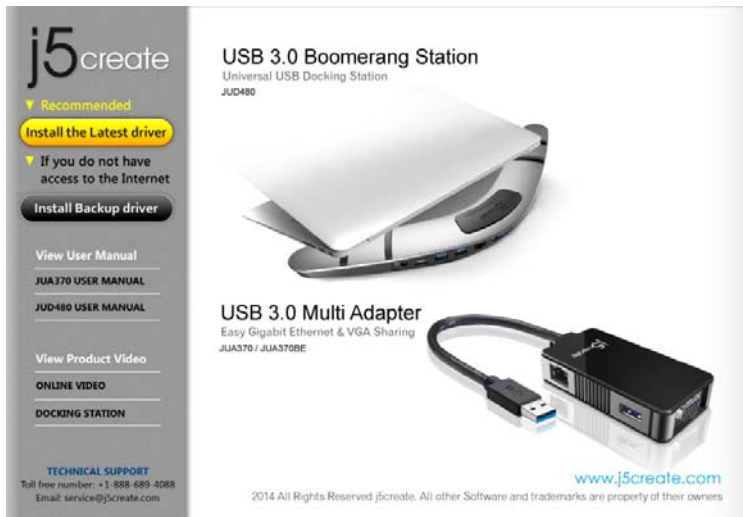 j5create
▼ Recommended
Install the Latest driver
▼ If you do not have
access to the Internet
Install Backup driver
View User Manual
JUA370 USER MANUAL
JUD480 USER MANUAL
View Product Video
ONLINE VIDEO
DOCKING STATION
TECHNICAL SUPPORT
Toll free number: +1-888-689-4088
Email: service@j5create.com
USB 3.0 Boomerang Station
Universal USB Docking Station
JUD480
USB 3.0 Multi Adapter
Easy Gigabit Ethernet & VGA Sharing
JUA370 / JUA370BE
j5create
www.j5create.com
2014 All Rights Reserved j5create. All other Software and trademarks are property of their owners